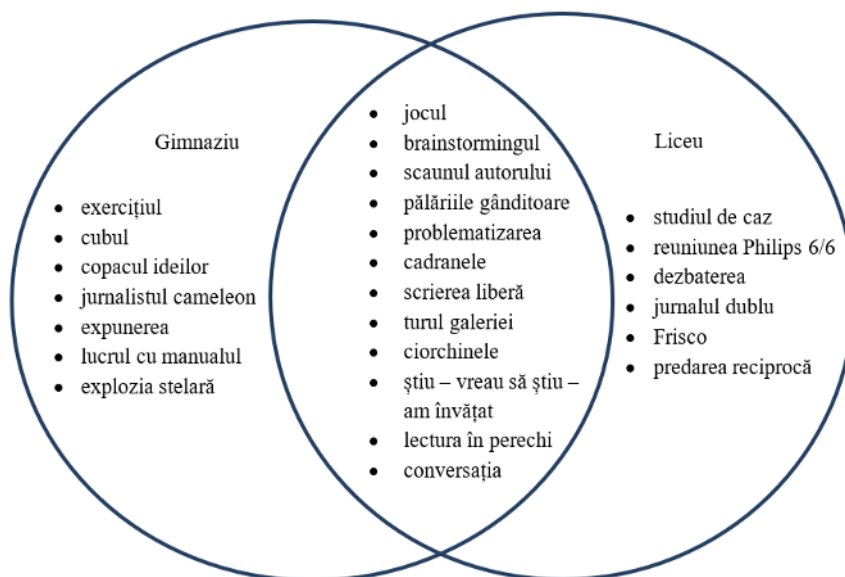 Gimnaziu
• exercițiul
• cubul
• copacul ideilor
• jurnalistul cameleon
• expunerea
• lucrul cu manualul
• explozia stelară
• jocul
• brainstormingul
• scaunul autorului
• pălăriile gânditoare
• problematizarea
• cadranele
• scrierea liberă
• turul galeriei
• ciorchinele
• știu – vreau să știu –
am învățat
• lectura în perechi
• conversația
Liceu
• studiul de caz
• reuniunea Philips 6/6
• dezbaterea
• jurnalul dublu
• Frisco
• predarea reciprocă